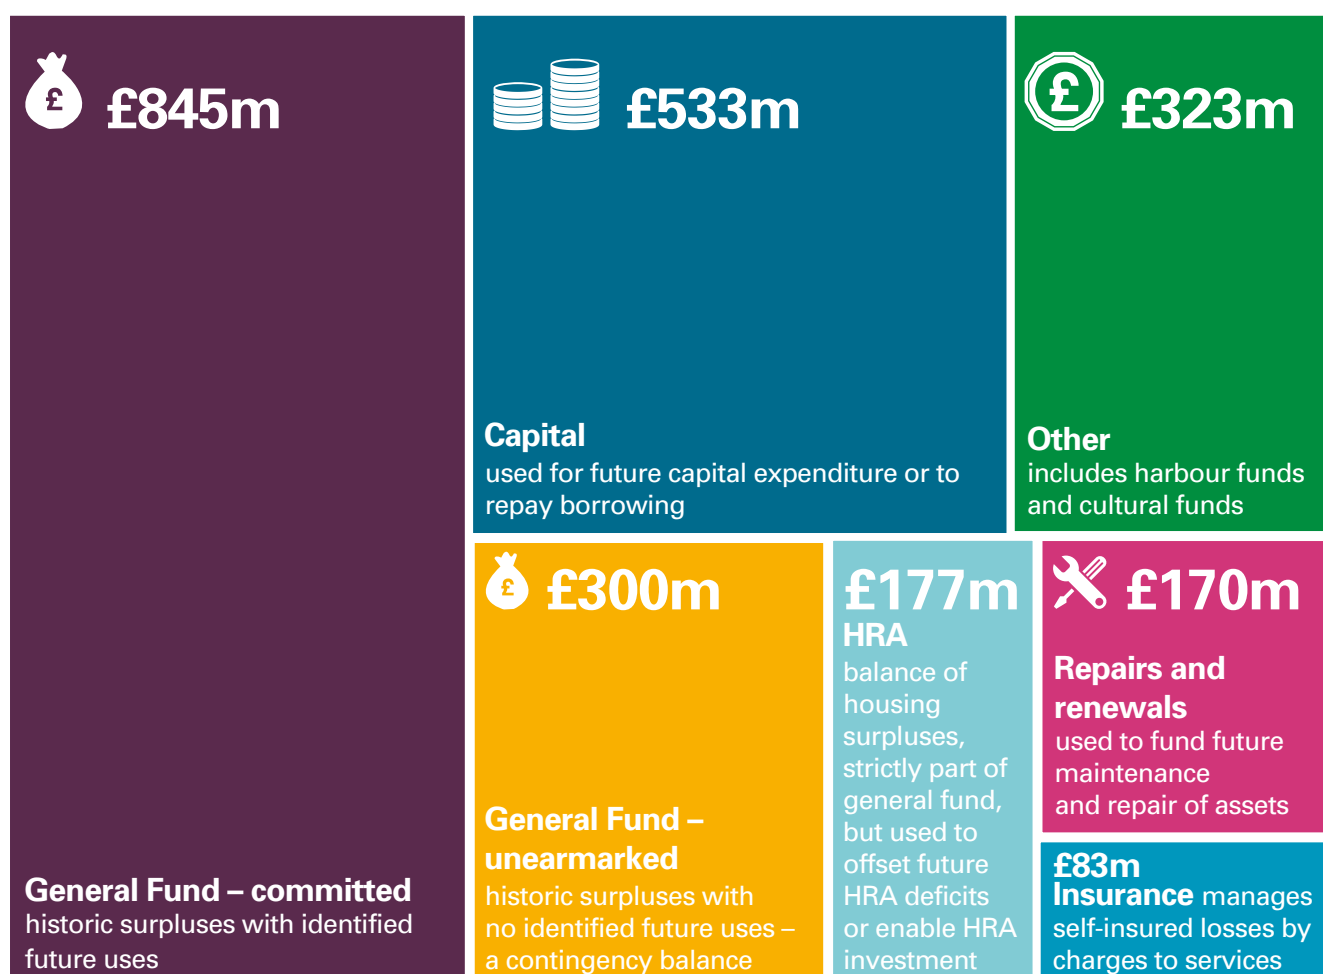 £
£845m
General Fund – committed
historic surpluses with identified
future uses
£533m
Capital
used for future capital expenditure or to
repay borrowing
£
£323m
Other
includes harbour funds
and cultural funds
£
£300m
General Fund –
unearmarked
historic surpluses with
no identified future uses –
a contingency balance
£177m
HRA
balance of
housing
surpluses,
strictly part of
general fund,
but used to
offset future
HRA deficits
or enable HRA
investment
£170m
Repairs and
renewals
used to fund future
maintenance
and repair of assets
£83m
Insurance manages
self-insured losses by
charges to services